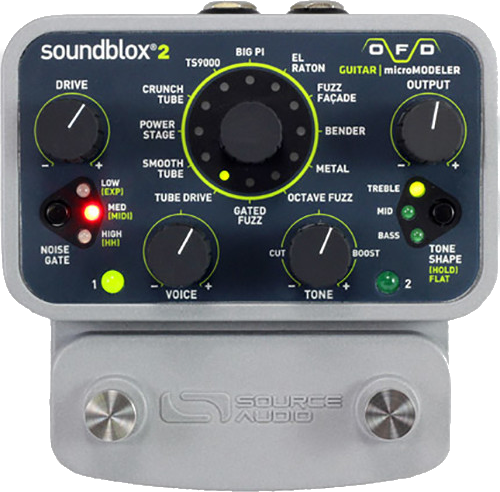 soundblox®2
OFD
GUITAR | microMODELER
DRIVE
- +
BIG PI
TS9000
EL
RATON
CRUNCH
TUBE
FUZZ
FAÇADE
POWER
STAGE
BENDER
SMOOTH
TUBE
METAL
TUBE DRIVE
OCTAVE FUZZ
GATED
FUZZ
OUTPUT
- +
LOW
(EXP)
MED
(MIDI)
HIGH
(HH)
NOISE
GATE
TREBLE
MID
BASS
TONE
SHAPE
(HOLD)
FLAT
1
- VOICE +
CUT BOOST
- TONE +
2
SOURCE
AUDIO